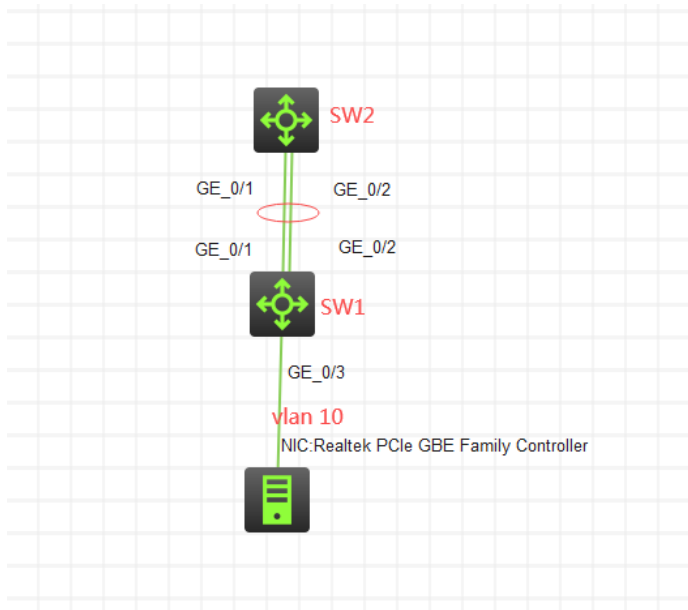 SW2
GE_0/1
GE_0/2
GE_0/1
GE_0/2
SW1
GE_0/3
vlan 10
NIC:Realtek PCIe GBE Family Controller